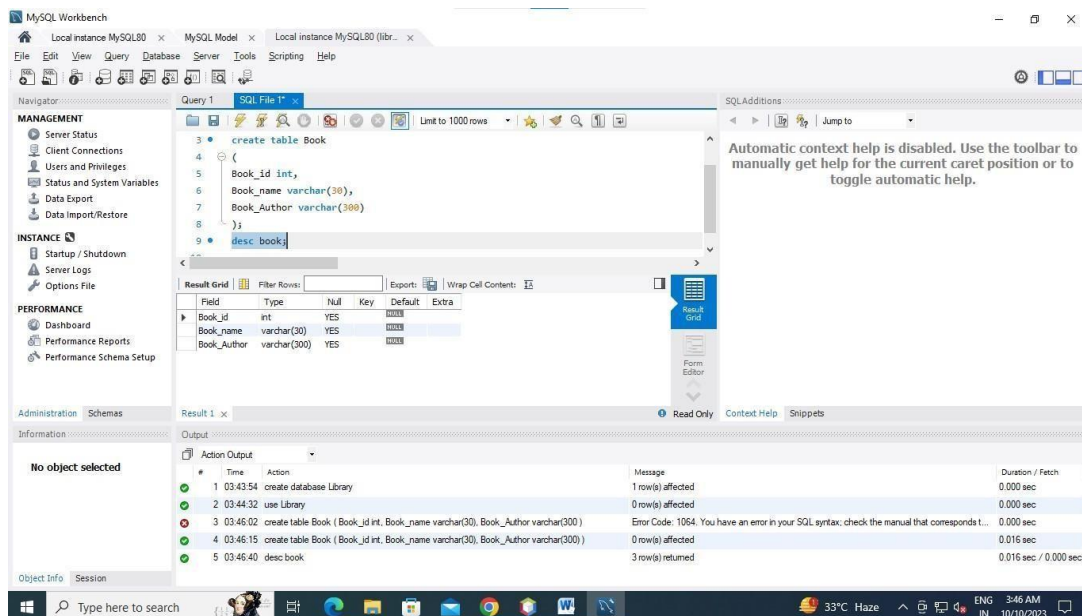 MySQL Workbench
Local instance MySQL80 × MySQL Model × Local instance MySQL80 (libr... ×
File Edit View Query Database Server Tools Scripting Help
Navigator
MANAGEMENT
Server Status
Client Connections
Users and Privileges
Status and System Variables
Data Export
Data Import/Restore
INSTANCE
Startup / Shutdown
Server Logs
Options File
PERFORMANCE
Dashboard
Performance Reports
Performance Schema Setup
Administration Schemas
Information
No object selected
Object Info Session
Query 1 SQL File 1* ×
Limit to 1000 rows
3 create table Book
4 (
5 Book_id int,
6 Book_name varchar(30),
7 Book_Author varchar(300)
8 );
9 desc book;
Result Grid Filter Rows: Export: Wrap Cell Content:
Field Type Null Key Default Extra
Book_id int YES NULL
Book_name varchar(30) YES NULL
Book_Author varchar(300) YES NULL
Result Grid
Form Editor
Result 1 × Read Only
SQLAdditions
Jump to
Automatic context help is disabled. Use the toolbar to
manually get help for the current caret position or to
toggle automatic help.
Context Help Snippets
Output
Action Output
# Time Action Message Duration / Fetch
1 03:43:54 create database Library 1 row(s) affected 0.000 sec
2 03:44:32 use Library 0 row(s) affected 0.000 sec
3 03:46:02 create table Book ( Book_id int, Book_name varchar(30), Book_Author varchar(300 ) Error Code: 1064. You have an error in your SQL syntax; check the manual that corresponds t... 0.000 sec
4 03:46:15 create table Book ( Book_id int, Book_name varchar(30), Book_Author varchar(300) ) 0 row(s) affected 0.016 sec
5 03:46:40 desc book 3 row(s) returned 0.016 sec / 0.000 sec
Type here to search
33°C Haze
ENG
IN
3:46 AM
10/10/2023